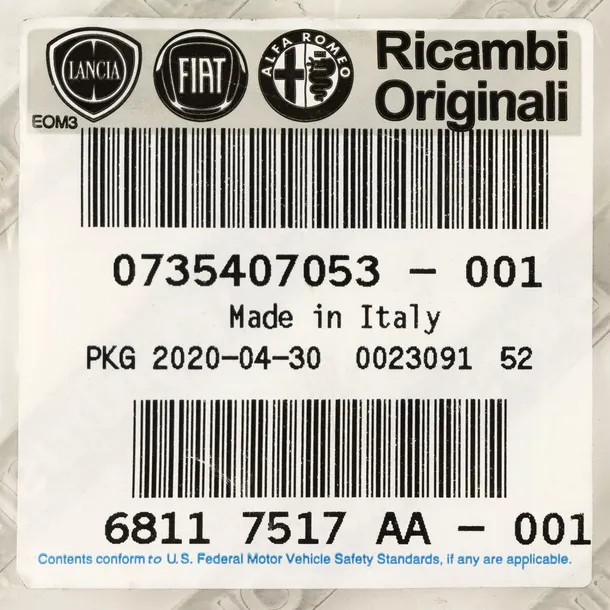 LANCIA FIAT ALFA ROMEO Ricambi
Originali
EOM3
0735407053 – 001
Made in Italy
PKG 2020–04–30 0023091 52
6811 7517 AA – 001
Contents conform to U.S. Federal Motor Vehicle Safety Standards, if any are applicable.